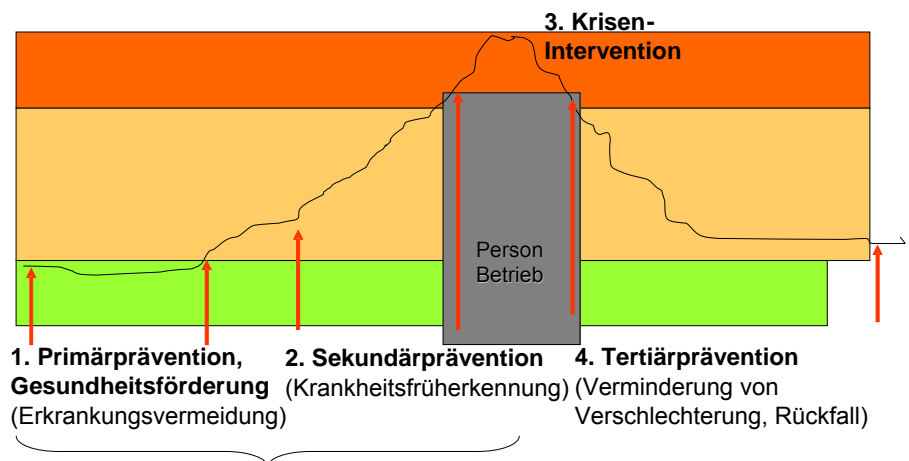 3. Krisen-
Intervention
Person
Betrieb
1. Primärprävention,
Gesundheitsförderung
(Erkrankungsvermeidung)
2. Sekundärprävention
(Krankheitsfrüherkennung)
4. Tertiärprävention
(Verminderung von
Verschlechterung, Rückfall)